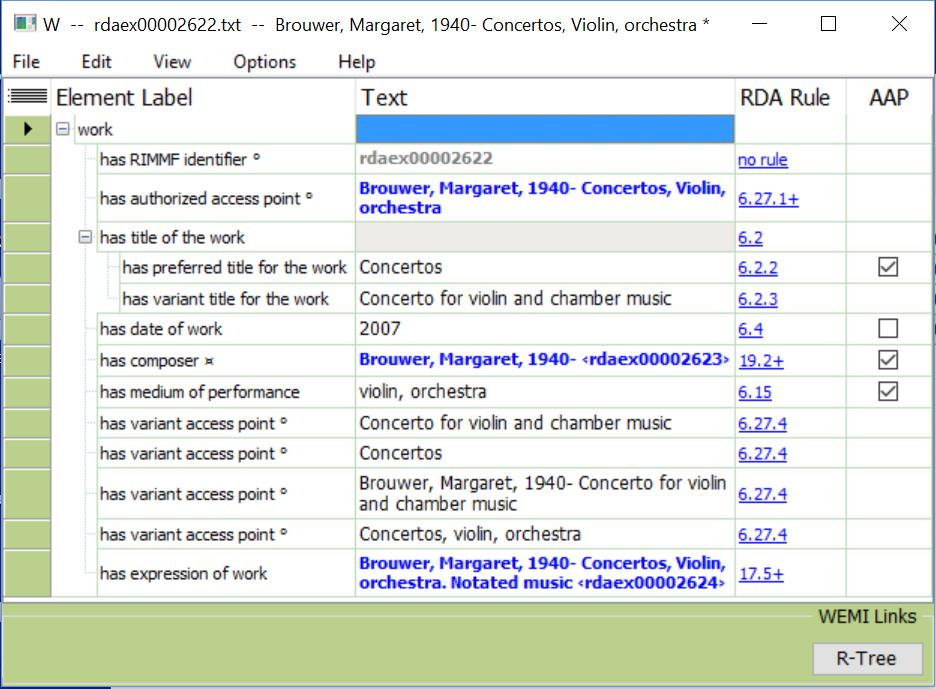 W -- rdaex00002622.txt -- Brouwer, Margaret, 1940- Concertos, Violin, orchestra *
File Edit View Options Help
Element Label Text RDA Rule AAP
work
has RIMMF identifier ° rdaex00002622 no rule
has authorized access point ° Brouwer, Margaret, 1940- Concertos, Violin, 6.27.1+
orchestra
has title of the work 6.2
has preferred title for the work Concertos 6.2.2
has variant title for the work Concerto for violin and chamber music 6.2.3
has date of work 2007 6.4
has composer ¤ Brouwer, Margaret, 1940- ‹rdaex00002623› 19.2+
has medium of performance violin, orchestra 6.15
has variant access point ° Concerto for violin and chamber music 6.27.4
has variant access point ° Concertos 6.27.4
has variant access point ° Brouwer, Margaret, 1940- Concerto for violin 6.27.4
and chamber music
has variant access point ° Concertos, violin, orchestra 6.27.4
has expression of work Brouwer, Margaret, 1940- Concertos, Violin, 17.5+
orchestra. Notated music ‹rdaex00002624›
WEMI Links
R-Tree